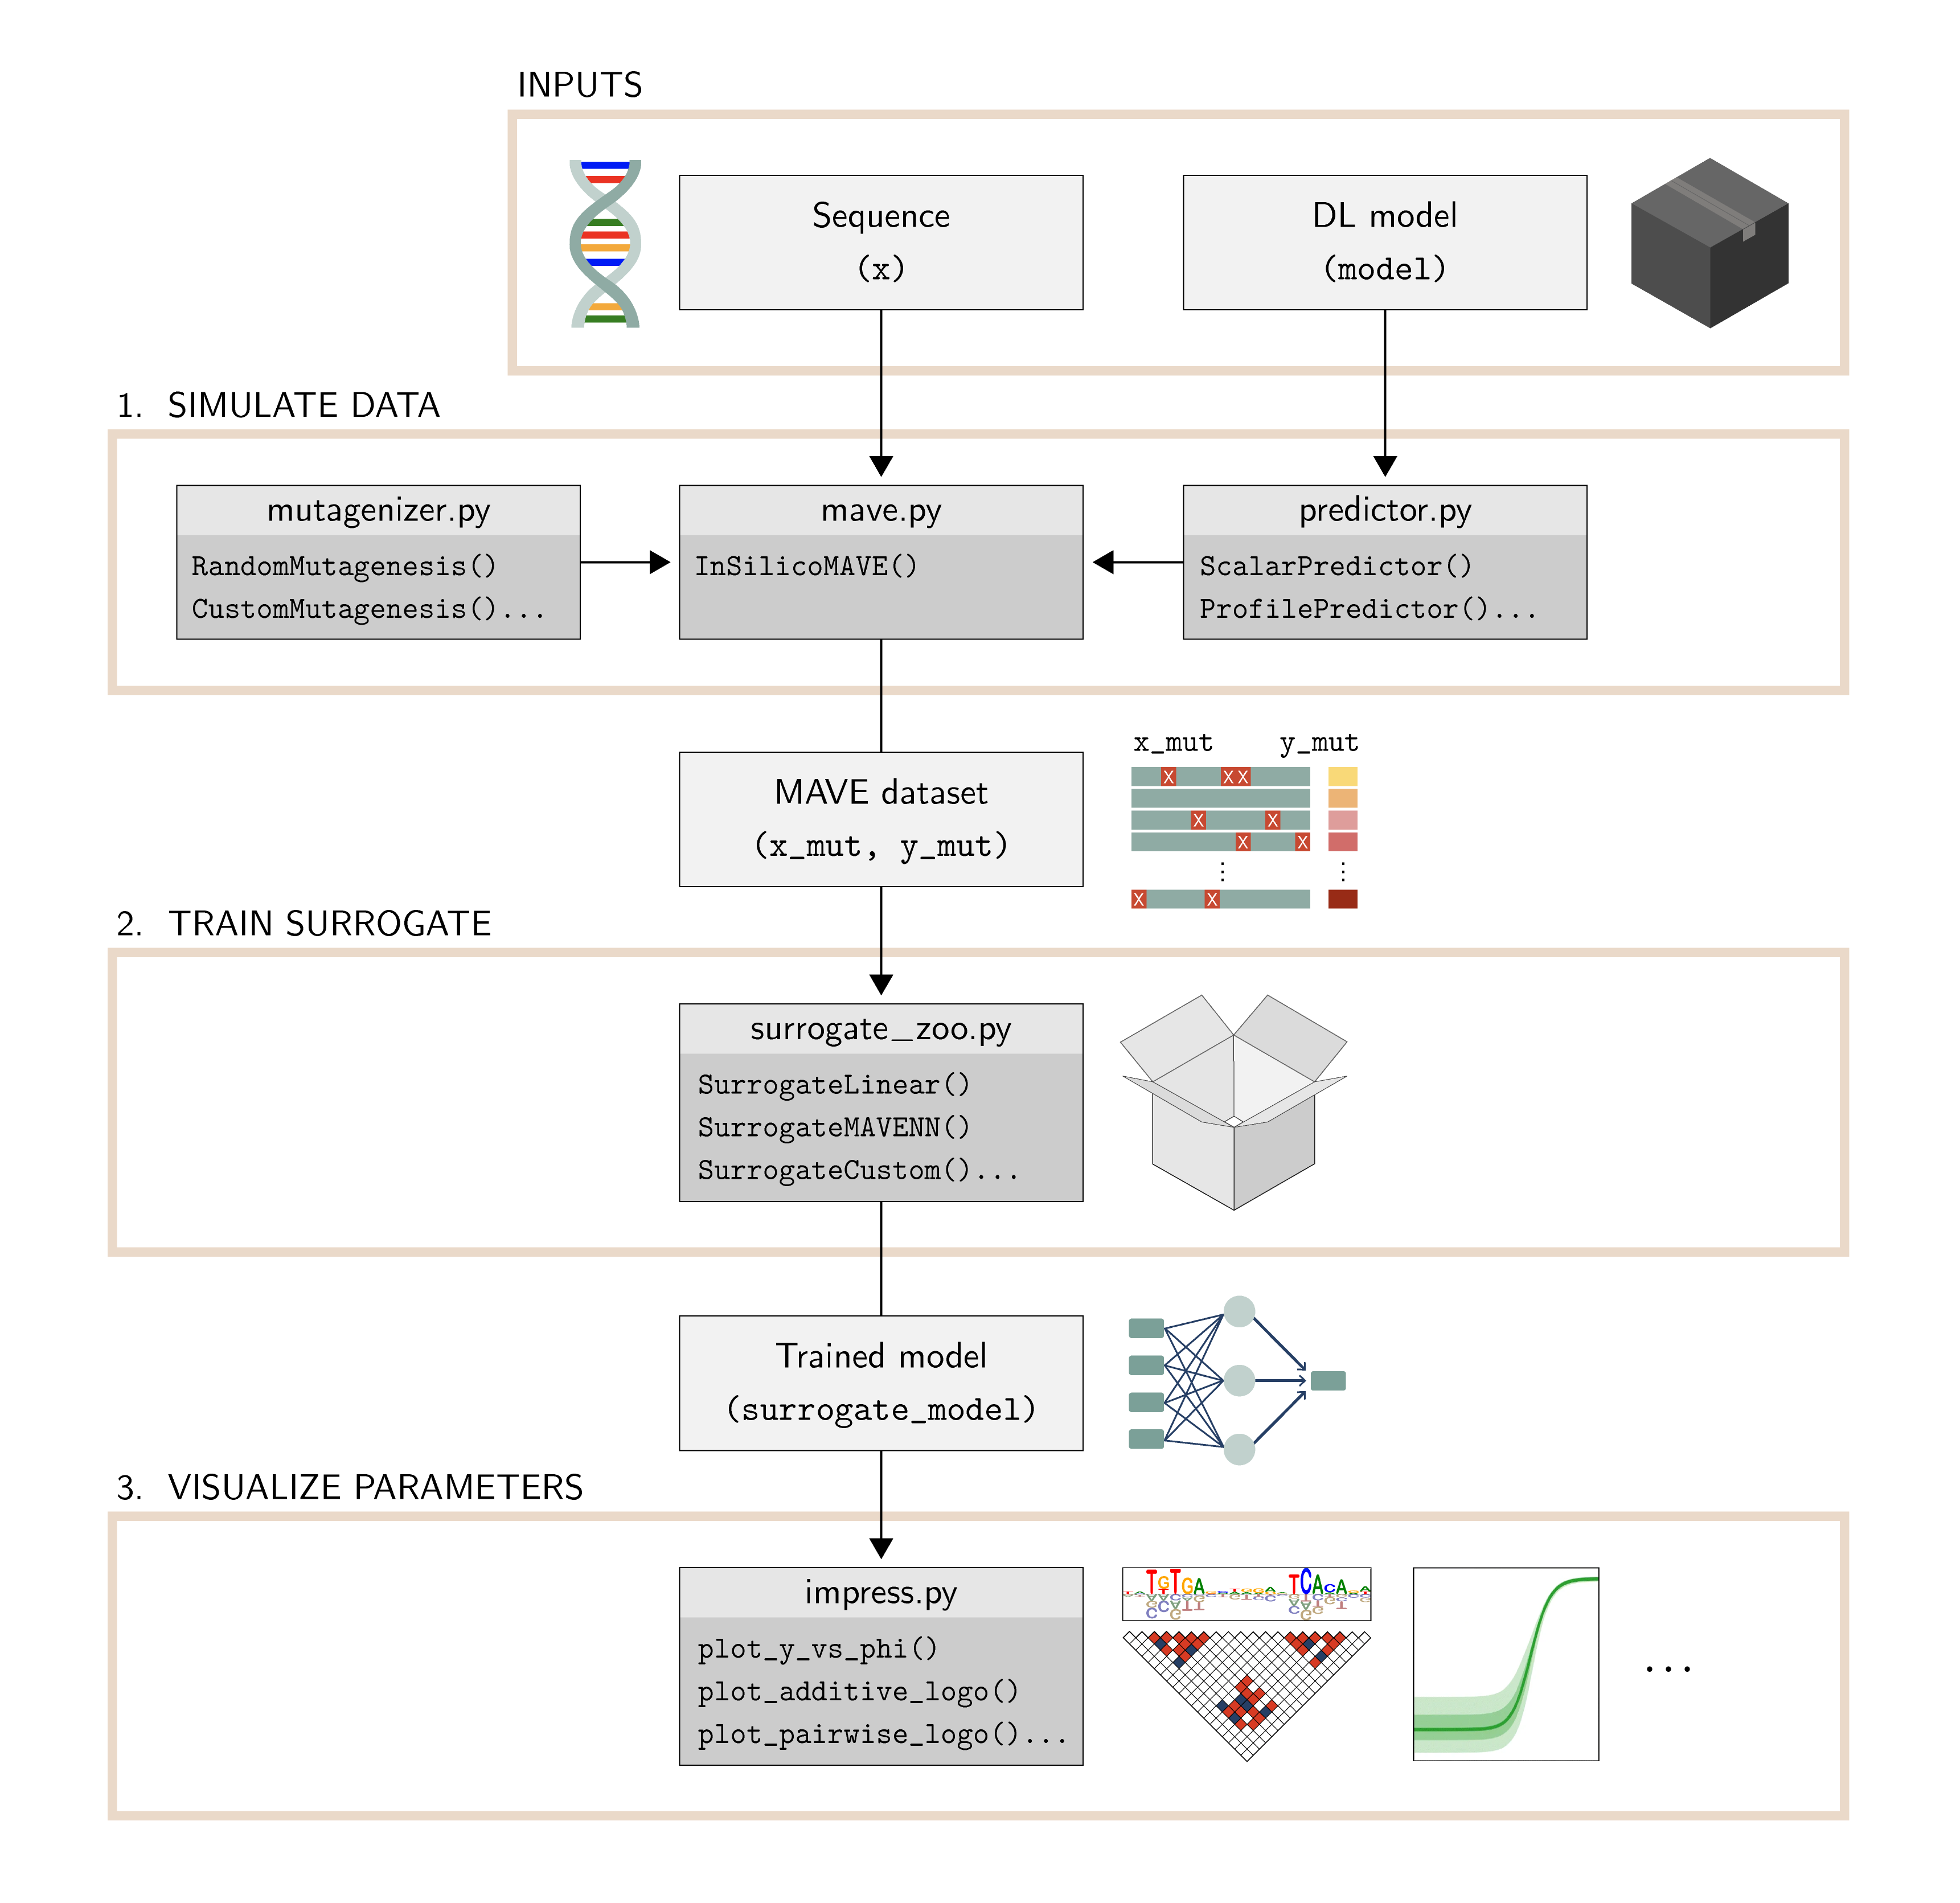 INPUTS
Sequence
(x)
DL model
(model)
1. SIMULATE DATA
mutagenizer.py
RandomMutagenesis()
CustomMutagenesis()...
mave.py
InSilicoMAVE()
predictor.py
ScalarPredictor()
ProfilePredictor()...
MAVE dataset
(x_mut, y_mut)
x_mut y_mut
X X X
X X
X X
X X
2. TRAIN SURROGATE
surrogate_zoo.py
SurrogateLinear()
SurrogateMAVENN()
SurrogateCustom()...
Trained model
(surrogate_model)
3. VISUALIZE PARAMETERS
impress.py
plot_y_vs_phi()
plot_additive_logo()
plot_pairwise_logo()...
TGTGA TCACA
...